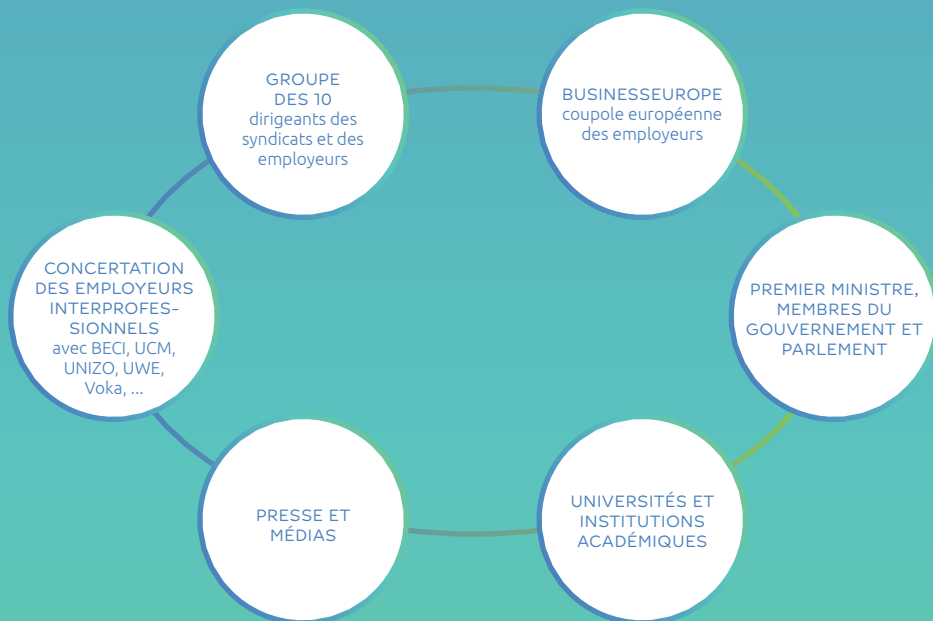 GROUPE
DES 10
dirigeants des
syndicats et des
employeurs
BUSINESSEUROPE
coupole européenne
des employeurs
CONCERTATION
DES EMPLOYEURS
INTERPROFES-
SIONNELS
avec BECI, UCM,
UNIZO, UWE,
Voka, ...
PREMIER MINISTRE,
MEMBRES DU
GOUVERNEMENT ET
PARLEMENT
PRESSE ET
MÉDIAS
UNIVERSITÉS ET
INSTITUTIONS
ACADÉMIQUES